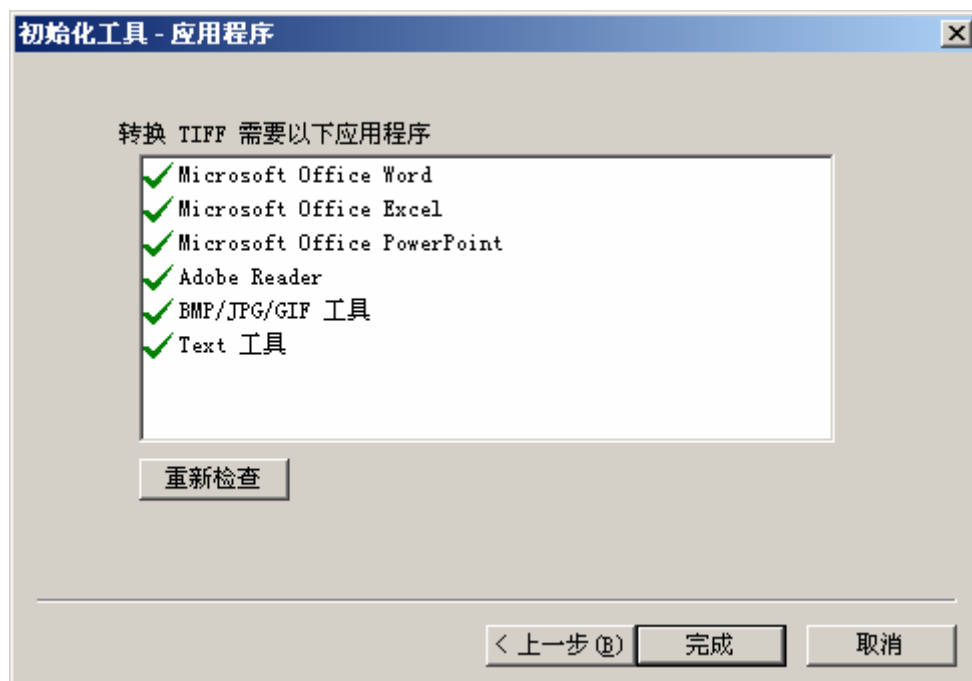 初始化工具 - 应用程序
转换 TIFF 需要以下应用程序
Microsoft Office Word
Microsoft Office Excel
Microsoft Office PowerPoint
Adobe Reader
BMP/JPG/GIF 工具
Text 工具
重新检查
< 上一步(B) 完成 取消